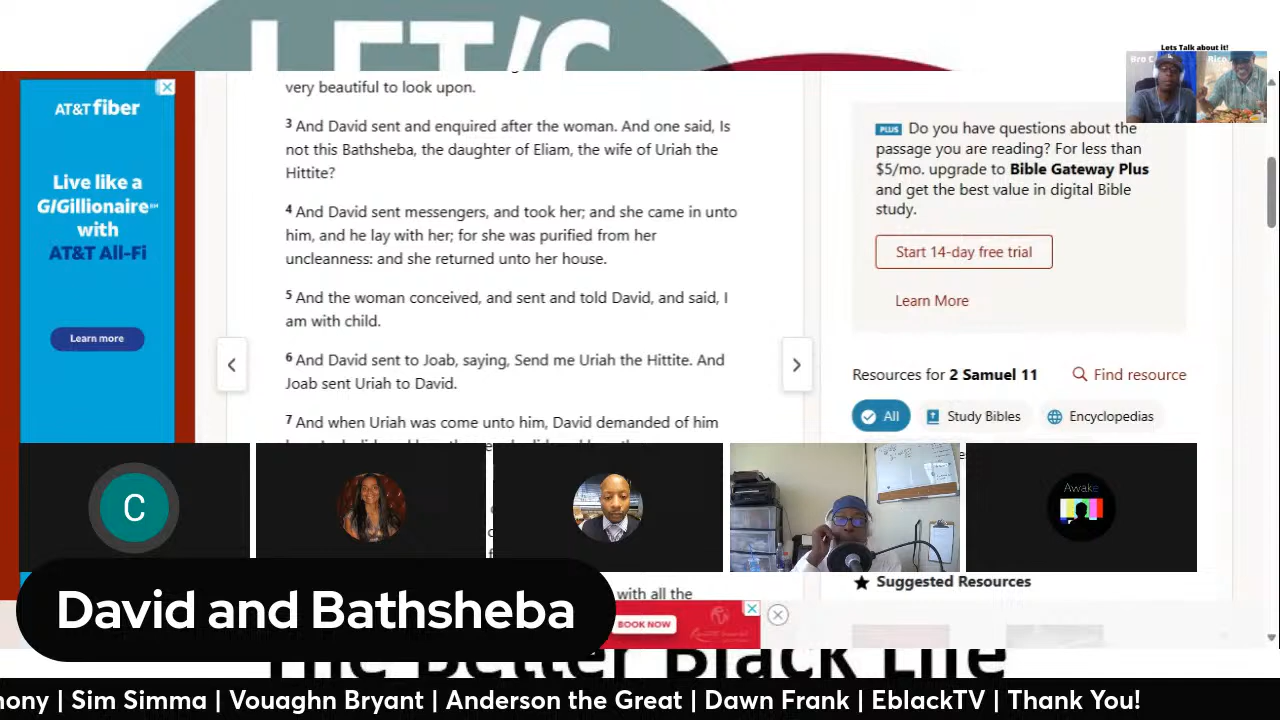 LET'S
Lets Talk about it!
Bro C
Rico
AT&T fiber
Live like a
GIGillionaire℠
with
AT&T All-Fi
Learn more
very beautiful to look upon.
3 And David sent and enquired after the woman. And one said, Is
not this Bathsheba, the daughter of Eliam, the wife of Uriah the
Hittite?
4 And David sent messengers, and took her; and she came in unto
him, and he lay with her; for she was purified from her
uncleanness: and she returned unto her house.
5 And the woman conceived, and sent and told David, and said, I
am with child.
6 And David sent to Joab, saying, Send me Uriah the Hittite. And
Joab sent Uriah to David.
7 And when Uriah was come unto him, David demanded of him
with all the
PLUS Do you have questions about the
passage you are reading? For less than
$5/mo. upgrade to Bible Gateway Plus
and get the best value in digital Bible
study.
Start 14-day free trial
Learn More
Resources for 2 Samuel 11
Find resource
All
Study Bibles
Encyclopedias
C
Awake
Suggested Resources
David and Bathsheba
BOOK NOW
The Better Black Life
mony | Sim Simma | Vouaghn Bryant | Anderson the Great | Dawn Frank | EblackTV | Thank You!